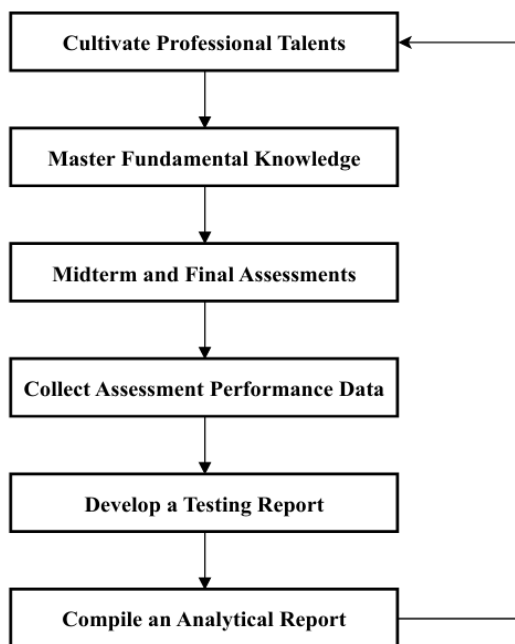 Cultivate Professional Talents
Master Fundamental Knowledge
Midterm and Final Assessments
Collect Assessment Performance Data
Develop a Testing Report
Compile an Analytical Report